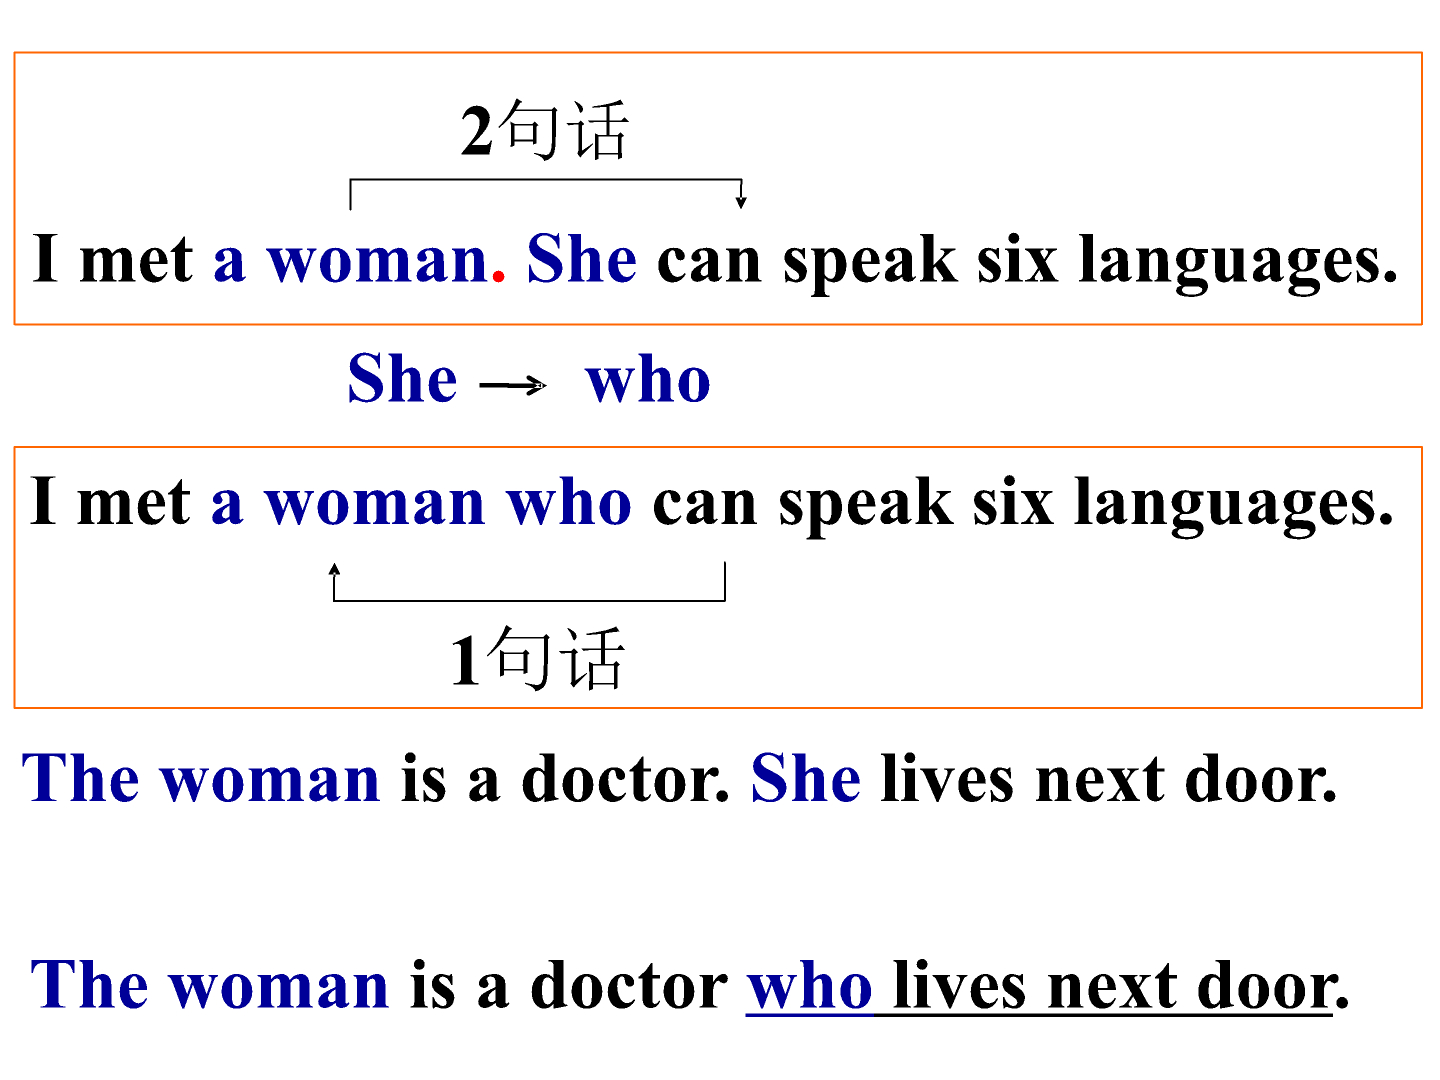 2句话
I met a woman. She can speak six languages.
She → who
I met a woman who can speak six languages.
1句话
The woman is a doctor. She lives next door.
The woman is a doctor who lives next door.